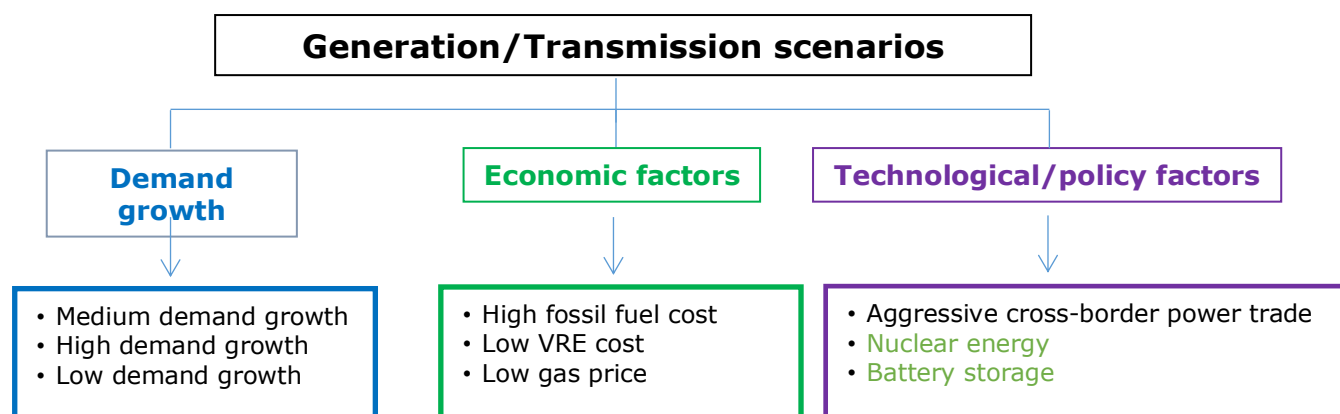 Generation/Transmission scenarios
Demand
growth
Economic factors
Technological/policy factors
• Medium demand growth
• High demand growth
• Low demand growth
• High fossil fuel cost
• Low VRE cost
• Low gas price
• Aggressive cross-border power trade
• Nuclear energy
• Battery storage